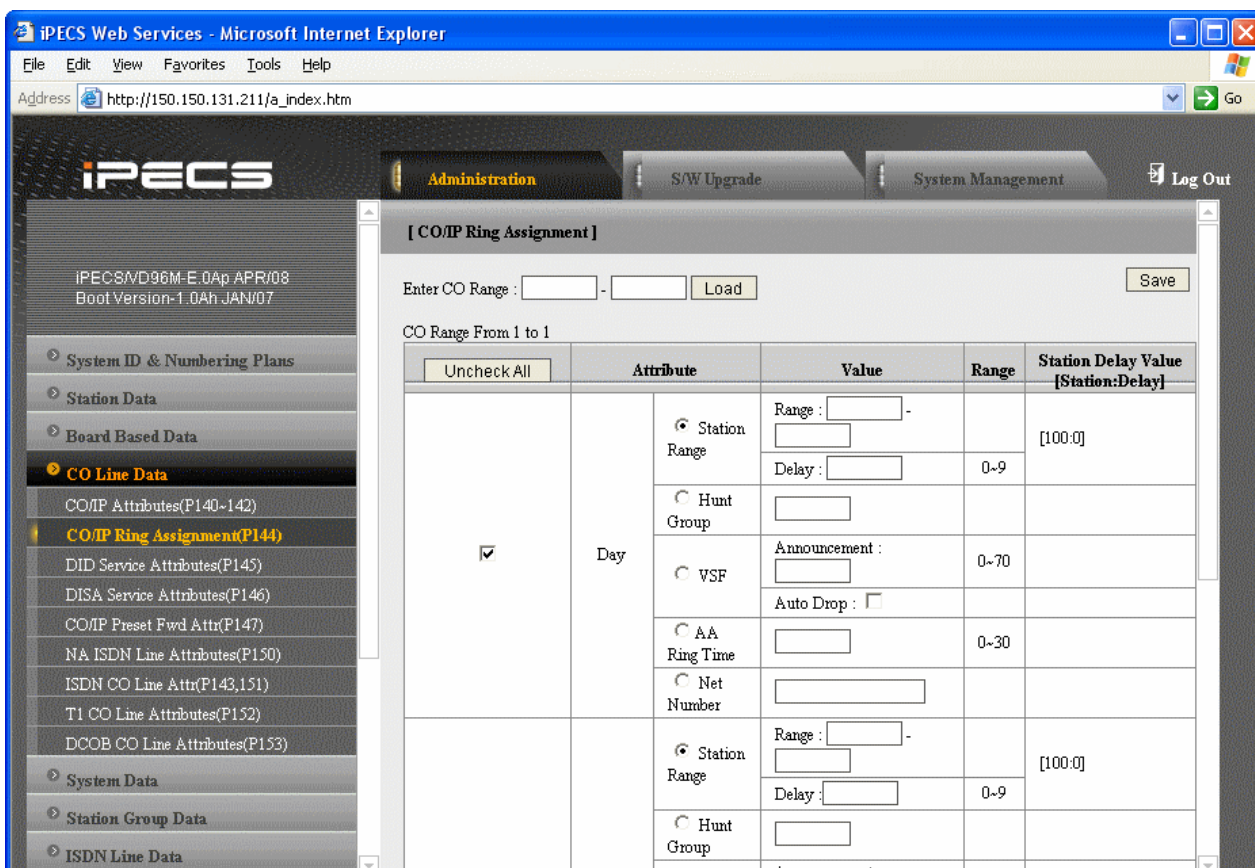 iPECS Web Services - Microsoft Internet Explorer
File Edit View Favorites Tools Help
Address http://150.150.131.211/a_index.htm Go
iPECS
Administration S/W Upgrade System Management Log Out
iPECS/VD96M-E.0Ap APR/08
Boot Version-1.0Ah JAN/07
System ID & Numbering Plans
Station Data
Board Based Data
CO Line Data
CO/IP Attributes(P140~142)
CO/IP Ring Assignment(P144)
DID Service Attributes(P145)
DISA Service Attributes(P146)
CO/IP Preset Fwd Attr(P147)
NA ISDN Line Attributes(P150)
ISDN CO Line Attr(P143,151)
T1 CO Line Attributes(P152)
DCOB CO Line Attributes(P153)
System Data
Station Group Data
ISDN Line Data
[ CO/IP Ring Assignment ]
Enter CO Range : - Load Save
CO Range From 1 to 1
Uncheck All Attribute Value Range Station Delay Value
[Station:Delay]
Day
Station
Range
Range : -
[100:0]
Delay : 0~9
Hunt
Group
VSF
Announcement :
0~70
Auto Drop :
AA
Ring Time
0~30
Net
Number
Station
Range
Range : -
[100:0]
Delay : 0~9
Hunt
Group